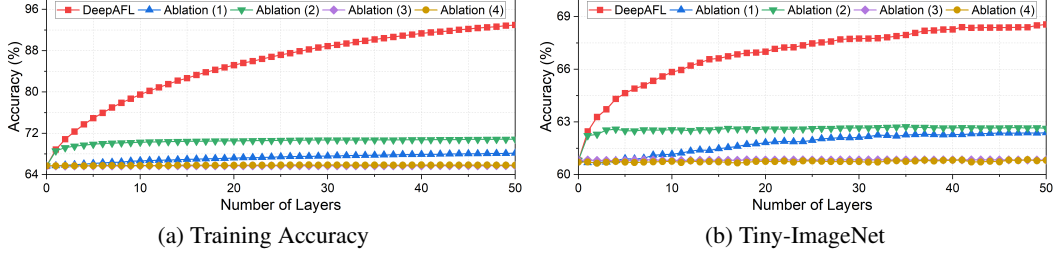 DeepAFL Ablation (1) Ablation (2) Ablation (3) Ablation (4)
96
88
80
72
64
Accuracy (%)
0 10 20 30 40 50
Number of Layers
(a) Training Accuracy
DeepAFL Ablation (1) Ablation (2) Ablation (3) Ablation (4)
69
66
63
60
Accuracy (%)
0 10 20 30 40 50
Number of Layers
(b) Tiny-ImageNet